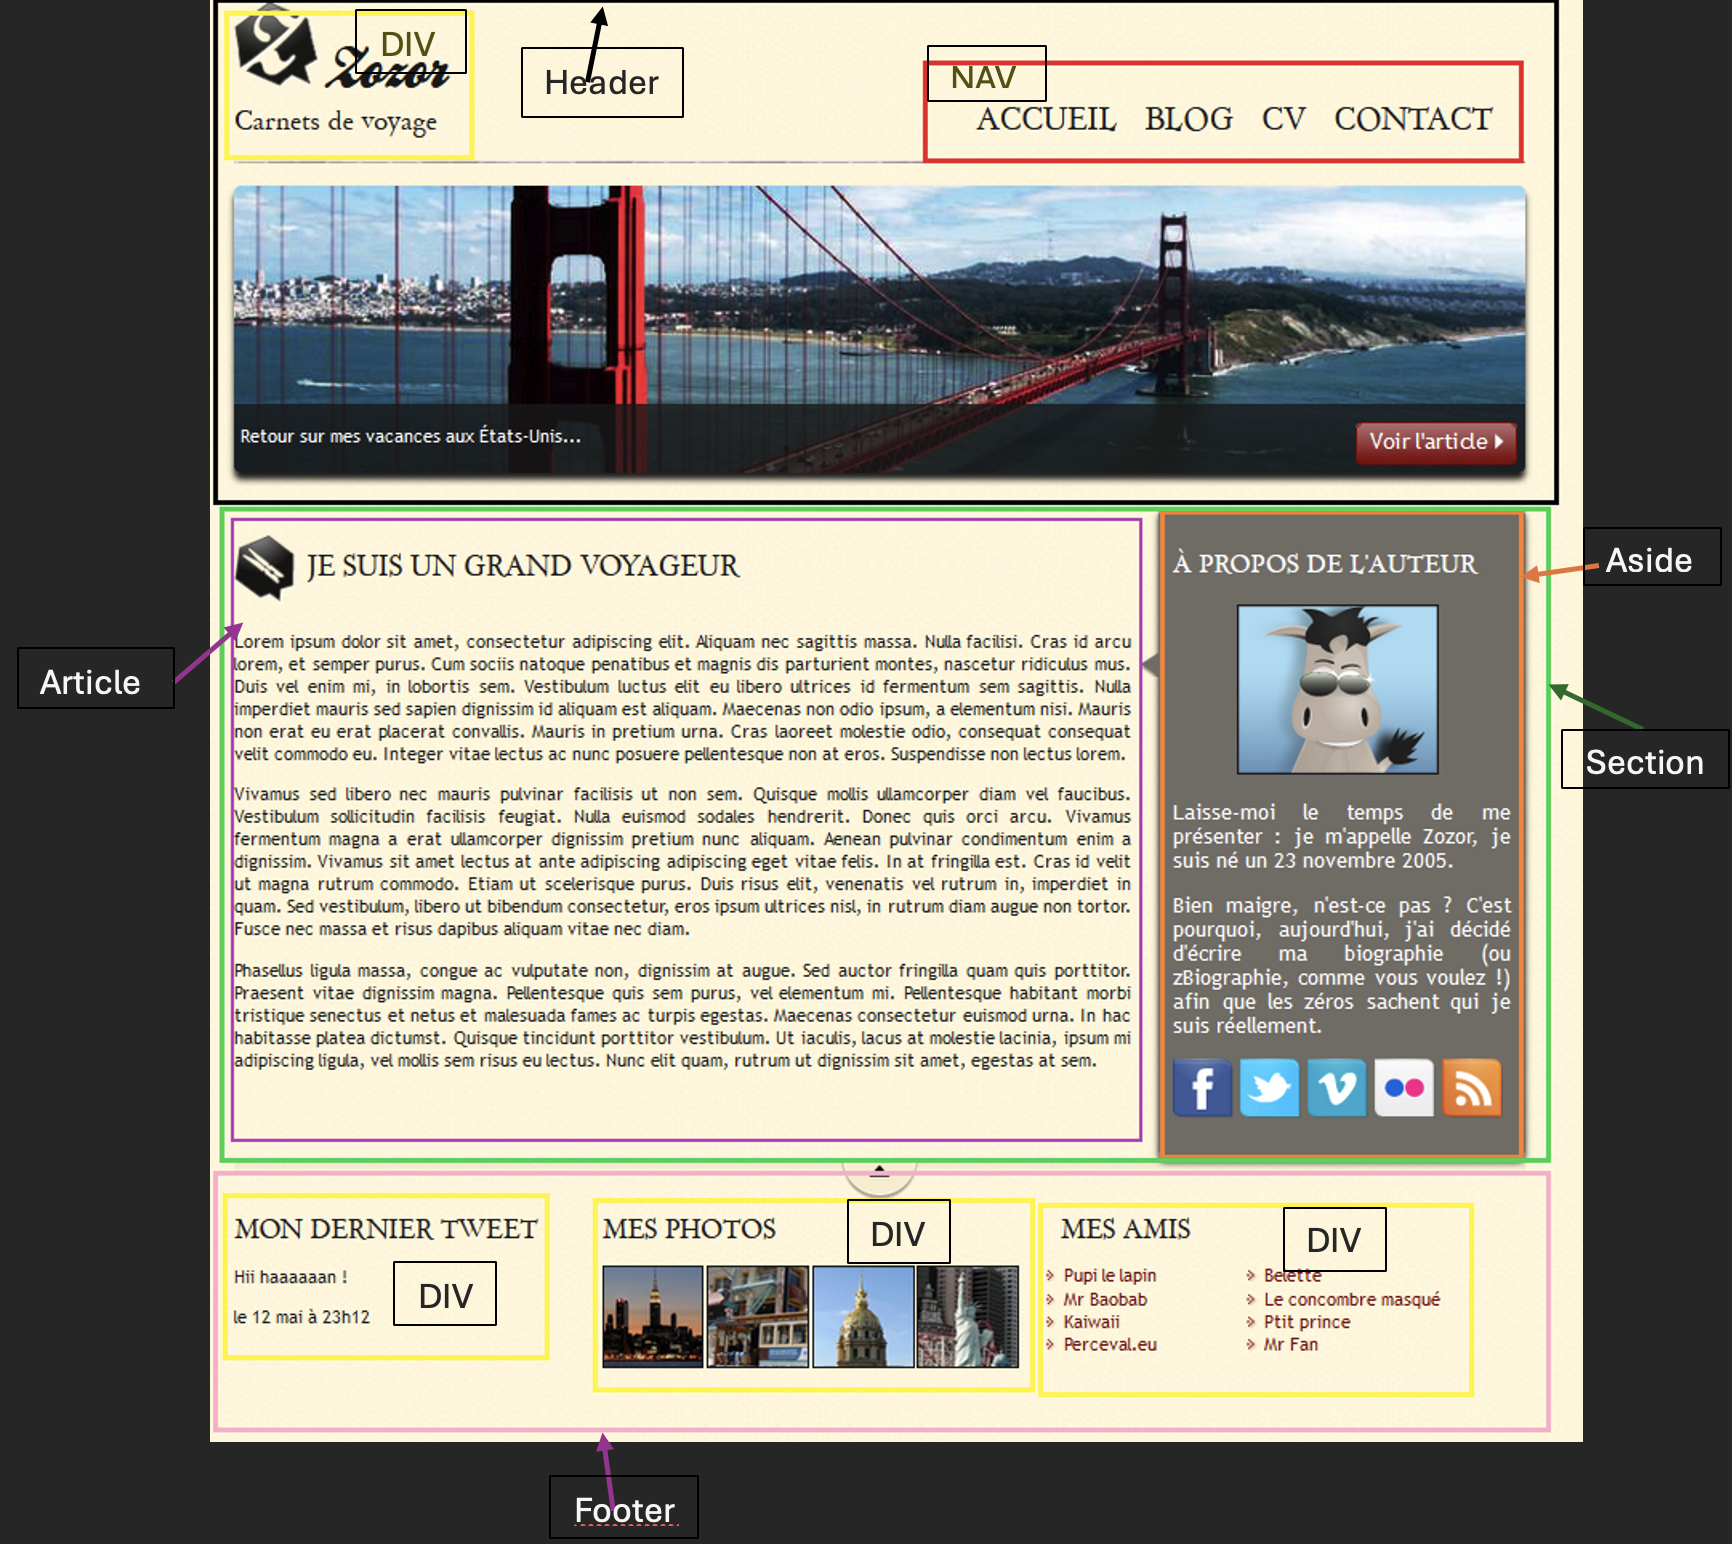 DIV
Zozor
Header
NAV
Carnets de voyage
ACCUEIL BLOG CV CONTACT
Retour sur mes vacances aux États-Unis...
Voir l'article
JE SUIS UN GRAND VOYAGEUR
Lorem ipsum dolor sit amet, consectetur adipiscing elit. Aliquam nec sagittis massa. Nulla facilisi. Cras id arcu
lorem, et semper purus. Cum sociis natoque penatibus et magnis dis parturient montes, nascetur ridiculus mus.
Duis vel enim mi, in lobortis sem. Vestibulum luctus elit eu libero ultrices id fermentum sem sagittis. Nulla
imperdiet mauris sed sapien dignissim id aliquam est aliquam. Maecenas non odio ipsum, a elementum nisi. Mauris
non erat eu erat placerat convallis. Mauris in pretium urna. Cras laoreet molestie odio, consequat consequat
velit commodo eu. Integer vitae lectus ac nunc posuere pellentesque non at eros. Suspendisse non lectus lorem.
Vivamus sed libero nec mauris pulvinar facilisis ut non sem. Quisque mollis ullamcorper diam vel faucibus.
Vestibulum sollicitudin facilisis feugiat. Nulla euismod sodales hendrerit. Donec quis orci arcu. Vivamus
fermentum magna a erat ullamcorper dignissim pretium nunc aliquam. Aenean pulvinar condimentum enim a
dignissim. Vivamus sit amet lectus at ante adipiscing adipiscing eget vitae felis. In at fringilla est. Cras id velit
ut magna rutrum commodo. Etiam ut scelerisque purus. Duis risus elit, venenatis vel rutrum in, imperdiet in
quam. Sed vestibulum, libero ut bibendum consectetur, eros ipsum ultrices nisl, in rutrum diam augue non tortor.
Fusce nec massa et risus dapibus aliquam vitae nec diam.
Phasellus ligula massa, congue ac vulputate non, dignissim at augue. Sed auctor fringilla quam quis porttitor.
Praesent vitae dignissim magna. Pellentesque quis sem purus, vel elementum mi. Pellentesque habitant morbi
tristique senectus et netus et malesuada fames ac turpis egestas. Maecenas consectetur euismod urna. In hac
habitasse platea dictumst. Quisque tincidunt porttitor vestibulum. Ut iaculis, lacus at molestie lacinia, ipsum mi
adipiscing ligula, vel mollis sem risus eu lectus. Nunc elit quam, rutrum ut dignissim sit amet, egestas at sem.
Article
À PROPOS DE L'AUTEUR
Laisse-moi le temps de me
présenter : je m'appelle Zozor, je
suis né un 23 novembre 2005.
Bien maigre, n'est-ce pas ? C'est
pourquoi, aujourd'hui, j'ai décidé
d'écrire ma biographie (ou
zBiographie, comme vous voulez !)
afin que les zéros sachent qui je
suis réellement.
Aside
Section
MON DERNIER TWEET
Hii haaaaaan !
le 12 mai à 23h12
DIV
MES PHOTOS
DIV
MES AMIS
DIV
Pupi le lapin
Mr Baobab
Kaiwaii
Perceval.eu
Belette
Le concombre masqué
Ptit prince
Mr Fan
Footer